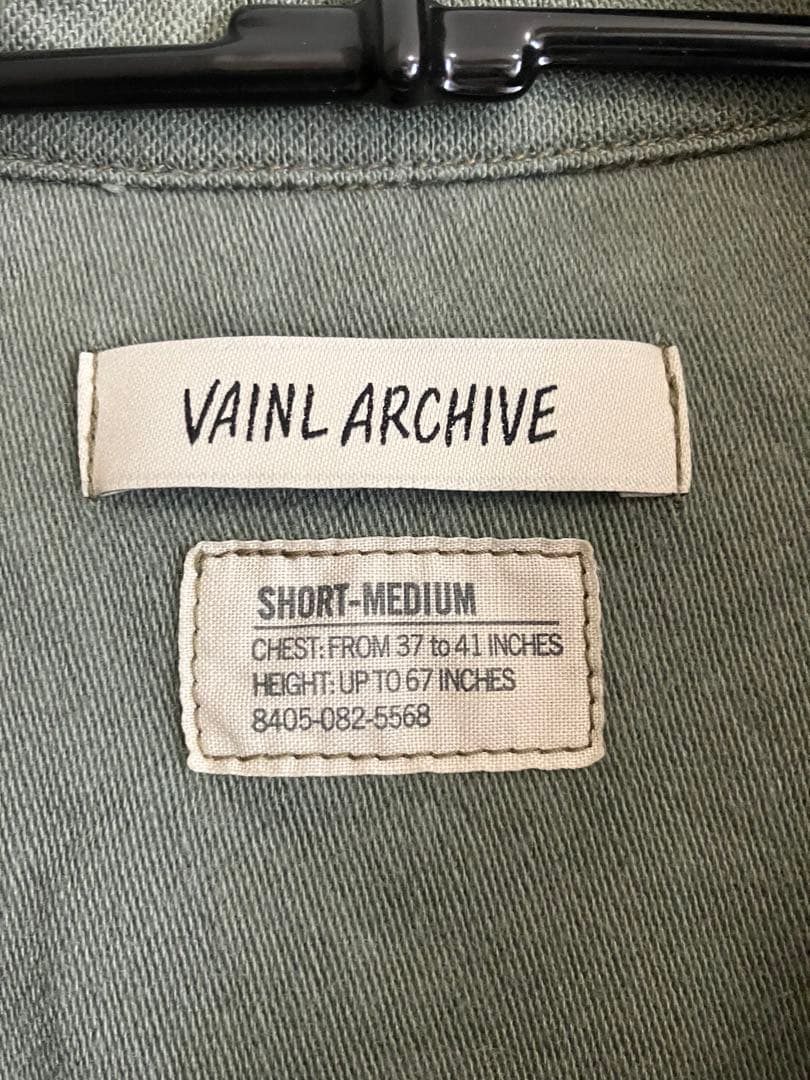 VAINL ARCHIVE
SHORT-MEDIUM
CHEST: FROM 37 to 41 INCHES
HEIGHT: UP TO 67 INCHES
8405-082-5568